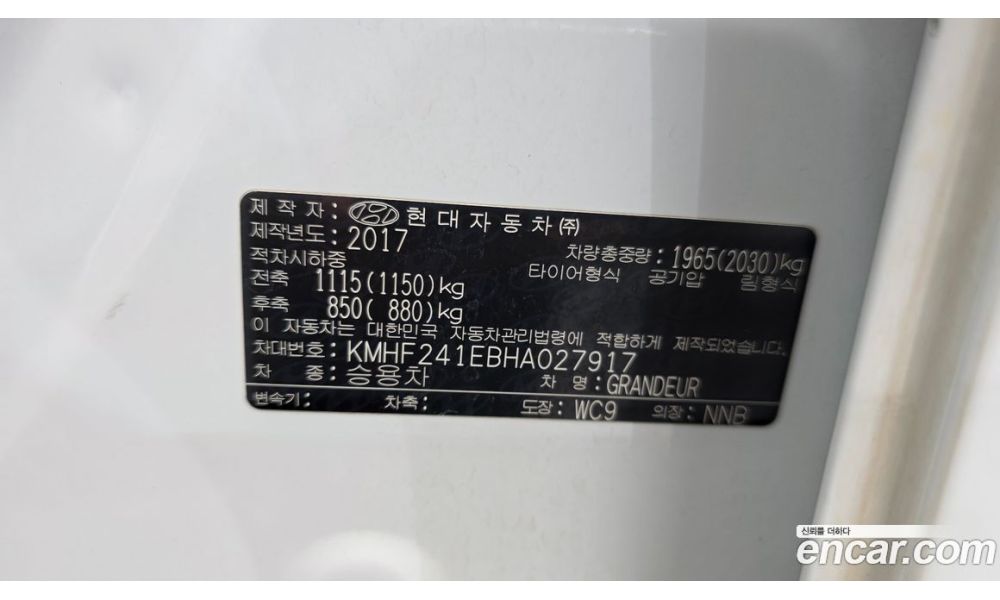 제 작 자 : 현대자동차(주)
제작년도 : 2017
차량총중량 : 1965(2030)kg
적차시하중
타이어형식 공기압 림형식
전축 1115(1150)kg
후축 850( 880)kg
이 자동차는 대한민국 자동차관리법령에 적합하게 제작되었습니다.
차대번호 : KMHF241EBHA027917
차 종 : 승용차 차 명 : GRANDEUR
변속기 : 차축 : 도장 : WC9 의장 : NNB
신뢰를 더하다
encar.com